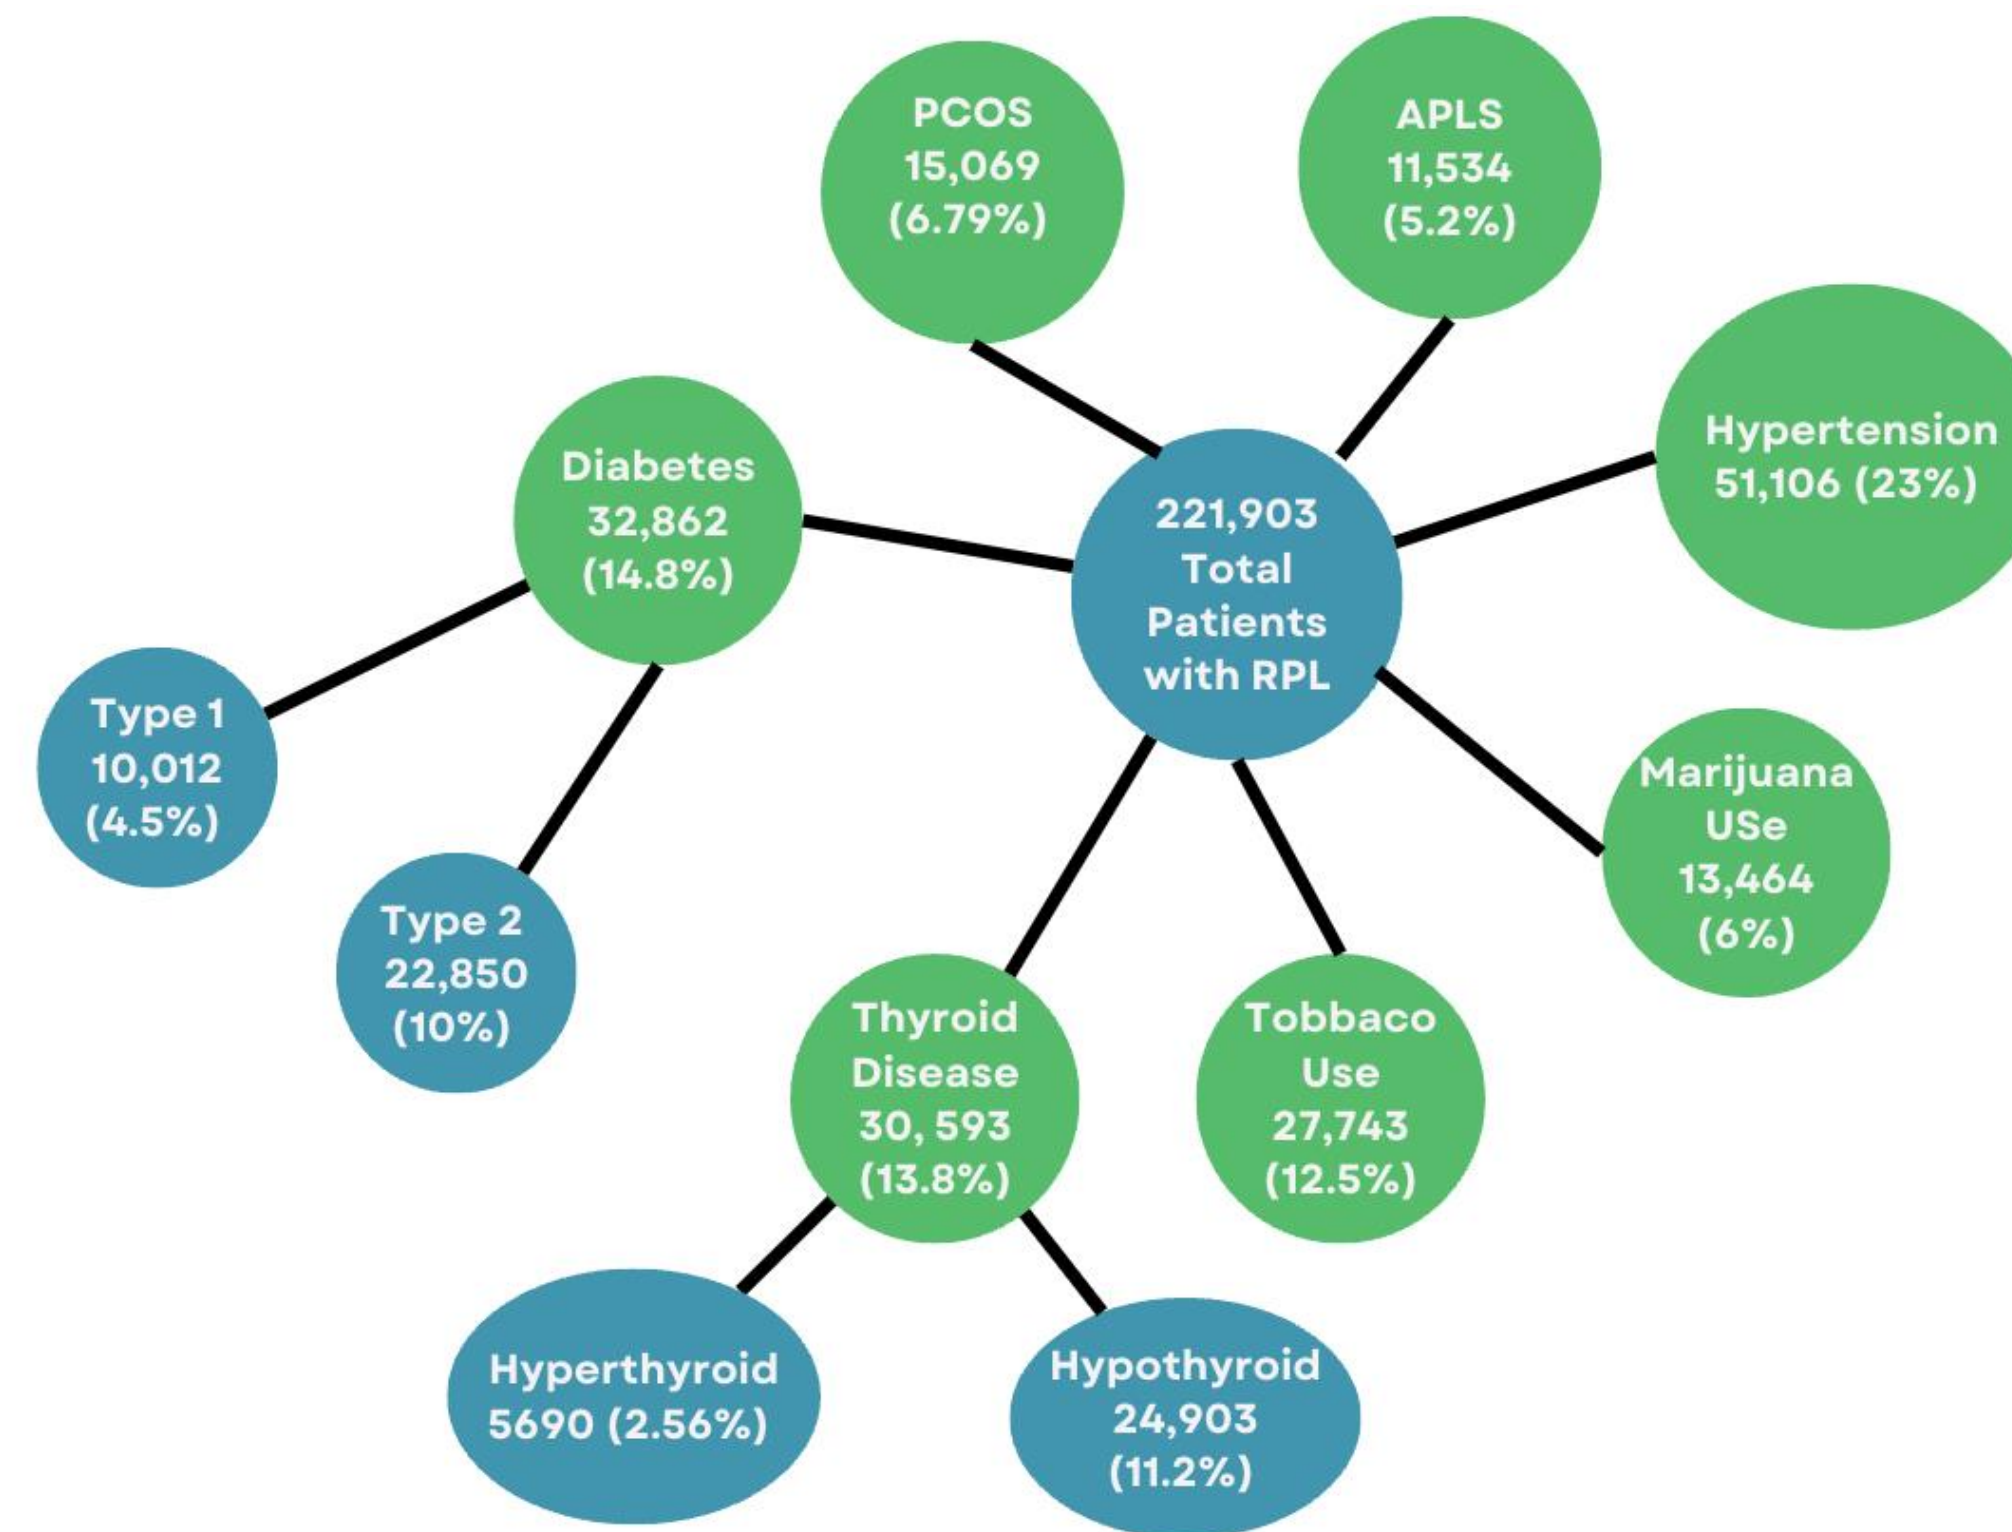 PCOS
15,069
(6.79%)
APLS
11,534
(5.2%)
Hypertension
51,106 (23%)
Diabetes
32,862
(14.8%)
221,903
Total
Patients
with RPL
Type 1
10,012
(4.5%)
Type 2
22,850
(10%)
Marijuana
USe
13,464
(6%)
Thyroid
Disease
30, 593
(13.8%)
Tobbaco
Use
27,743
(12.5%)
Hyperthyroid
5690 (2.56%)
Hypothyroid
24,903
(11.2%)